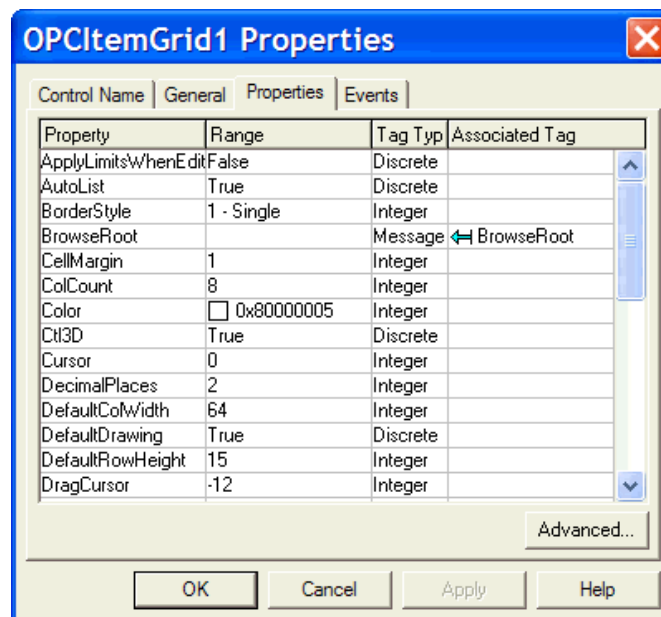 OPCItemGrid1 Properties
Control Name General Properties Events
Property Range Tag Typ Associated Tag
ApplyLimitsWhenEdit False Discrete
AutoList True Discrete
BorderStyle 1 - Single Integer
BrowseRoot Message BrowseRoot
CellMargin 1 Integer
ColCount 8 Integer
Color 0x80000005 Integer
Ctl3D True Discrete
Cursor 0 Integer
DecimalPlaces 2 Integer
DefaultColWidth 64 Integer
DefaultDrawing True Discrete
DefaultRowHeight 15 Integer
DragCursor -12 Integer
Advanced...
OK Cancel Apply Help